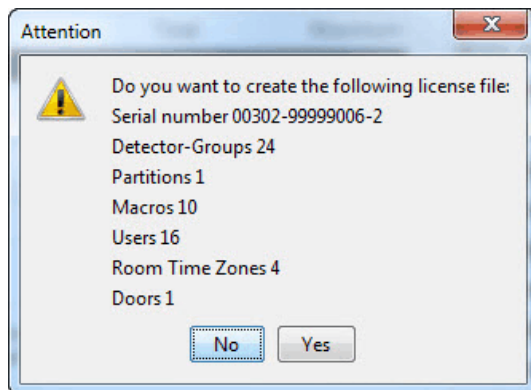 Attention
Do you want to create the following license file:
Serial number 00302-99999006-2
Detector-Groups 24
Partitions 1
Macros 10
Users 16
Room Time Zones 4
Doors 1
No
Yes